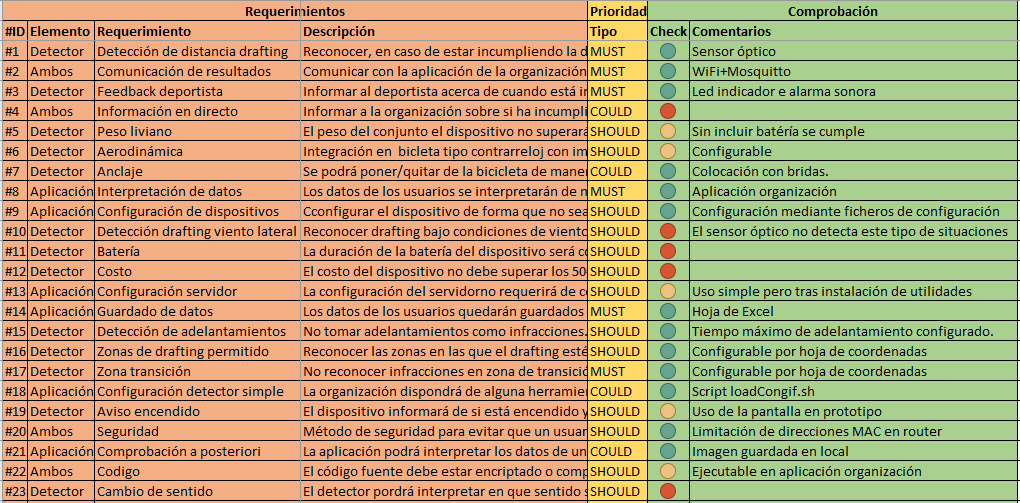 Requerimientos Prioridad Comprobación
#ID Elemento Requerimiento Descripción Tipo Check Comentarios
#1 Detector Detección de distancia drafting Reconocer, en caso de estar incumpliendo la d MUST Sensor óptico
#2 Ambos Comunicación de resultados Comunicar con la aplicación de la organización MUST WiFi+Mosquitto
#3 Detector Feedback deportista Informar al deportista acerca de cuando está ir MUST Led indicador e alarma sonora
#4 Ambos Información en directo Informar a la organización sobre si ha incumpli COULD
#5 Detector Peso liviano El peso del conjunto el dispositivo no superará SHOULD Sin incluir batéría se cumple
#6 Detector Aerodinámica Integración en bicleta tipo contrarreloj con im SHOULD Configurable
#7 Detector Anclaje Se podrá poner/quitar de la bicicleta de mane COULD Colocación con bridas.
#8 Aplicación Interpretación de datos Los datos de los usuarios se interpretarán de m MUST Aplicación organización
#9 Aplicación Configuración de dispositivos Cconfigurar el dispositivo de forma que no sea SHOULD Configuración mediante ficheros de configuración
#10 Detector Detección drafting viento lateral Reconocer drafting bajo condiciones de viento SHOULD El sensor óptico no detecta este tipo de situaciones
#11 Detector Batería La duración de la batería del dispositivo será co SHOULD
#12 Detector Costo El costo del dispositivo no debe superar los 50 SHOULD
#13 Aplicación Configuración servidor La configuración del servidorno requerirá de c SHOULD Uso simple pero tras instalación de utilidades
#14 Aplicación Guardado de datos Los datos de los usuarios quedarán guardados MUST Hoja de Excel
#15 Detector Detección de adelantamientos No tomar adelantamientos como infracciones. SHOULD Tiempo máximo de adelantamiento configurado.
#16 Detector Zonas de drafting permitido Reconocer las zonas en las que el drafting esté SHOULD Configurable por hoja de coordenadas
#17 Detector Zona transición No reconocer infracciones en zona de transició MUST Configurable por hoja de coordenadas
#18 Aplicación Configuración detector simple La organización dispondrá de alguna herramier COULD Script loadCongif.sh
#19 Detector Aviso encendido El dispositivo informará de si está encendido y SHOULD Uso de la pantalla en prototipo
#20 Ambos Seguridad Método de seguridad para evitar que un usuar SHOULD Limitación de direcciones MAC en router
#21 Aplicación Comprobación a posteriori La aplicación podrá interpretar los datos de un COULD Imagen guardada en local
#22 Ambos Codigo El código fuente debe estar encriptado o comp SHOULD Ejecutable en aplicación organización
#23 Detector Cambio de sentido El detector pordrá interpretar en que sentido s SHOULD